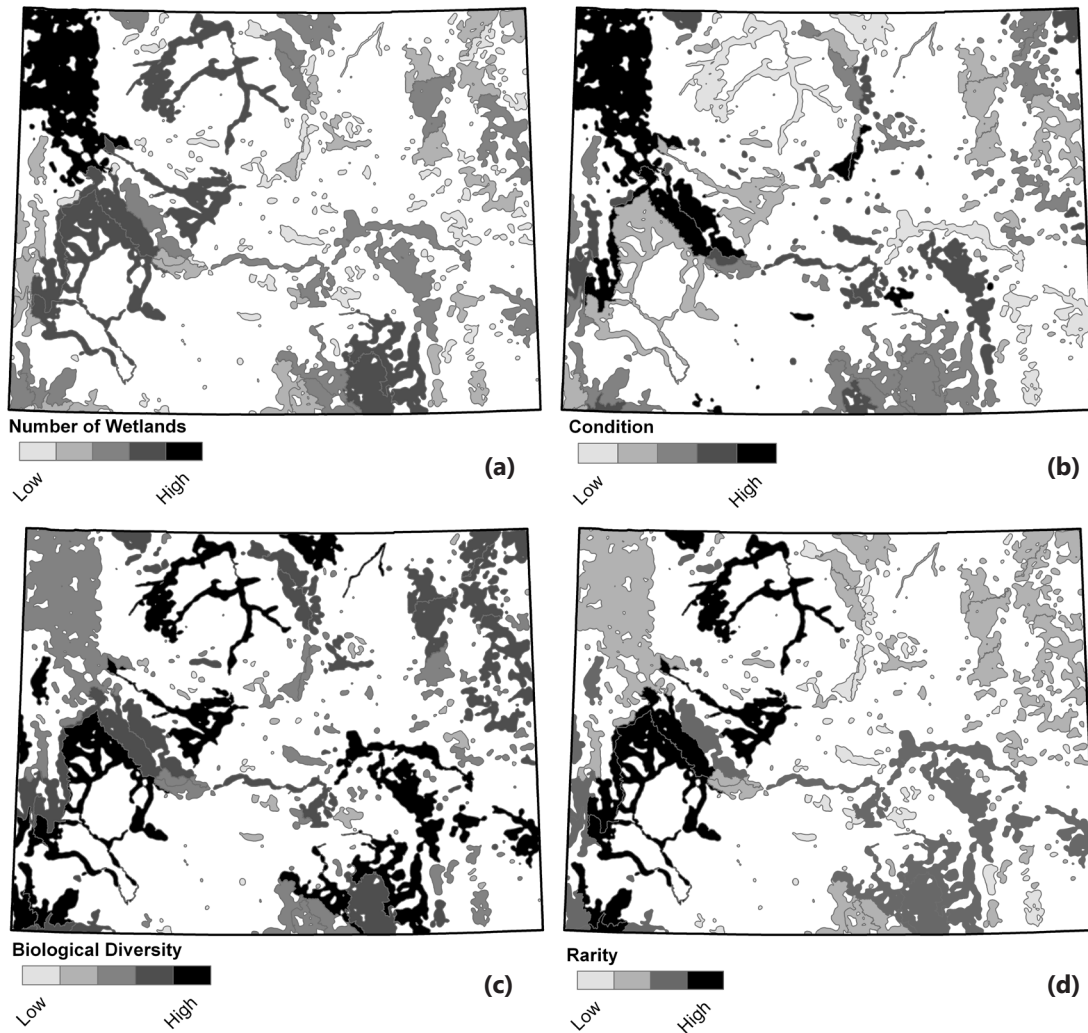 Number of Wetlands
Low
High
(a)
Condition
Low
High
(b)
Biological Diversity
Low
High
(c)
Rarity
Low
High
(d)